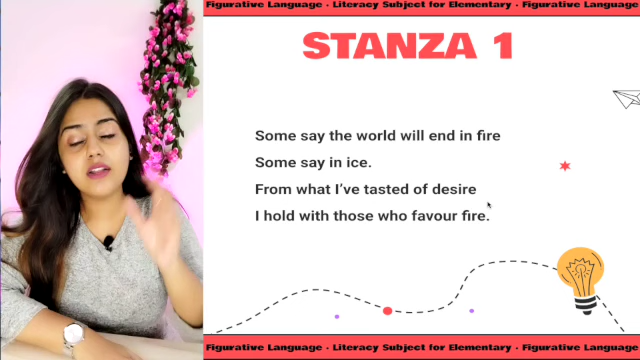 Figurative Language · Literacy Subject for Elementary · Figurative Language
STANZA 1
Some say the world will end in fire
Some say in ice.
From what I've tasted of desire
I hold with those who favour fire.
Figurative Language · Literacy Subject for Elementary · Figurative Language